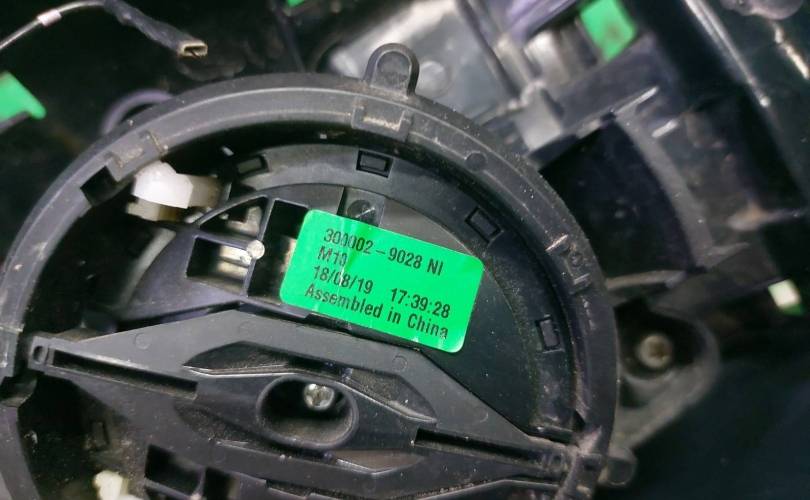 300002-9028 NI
M10
18/08/19 17:39:28
Assembled in China